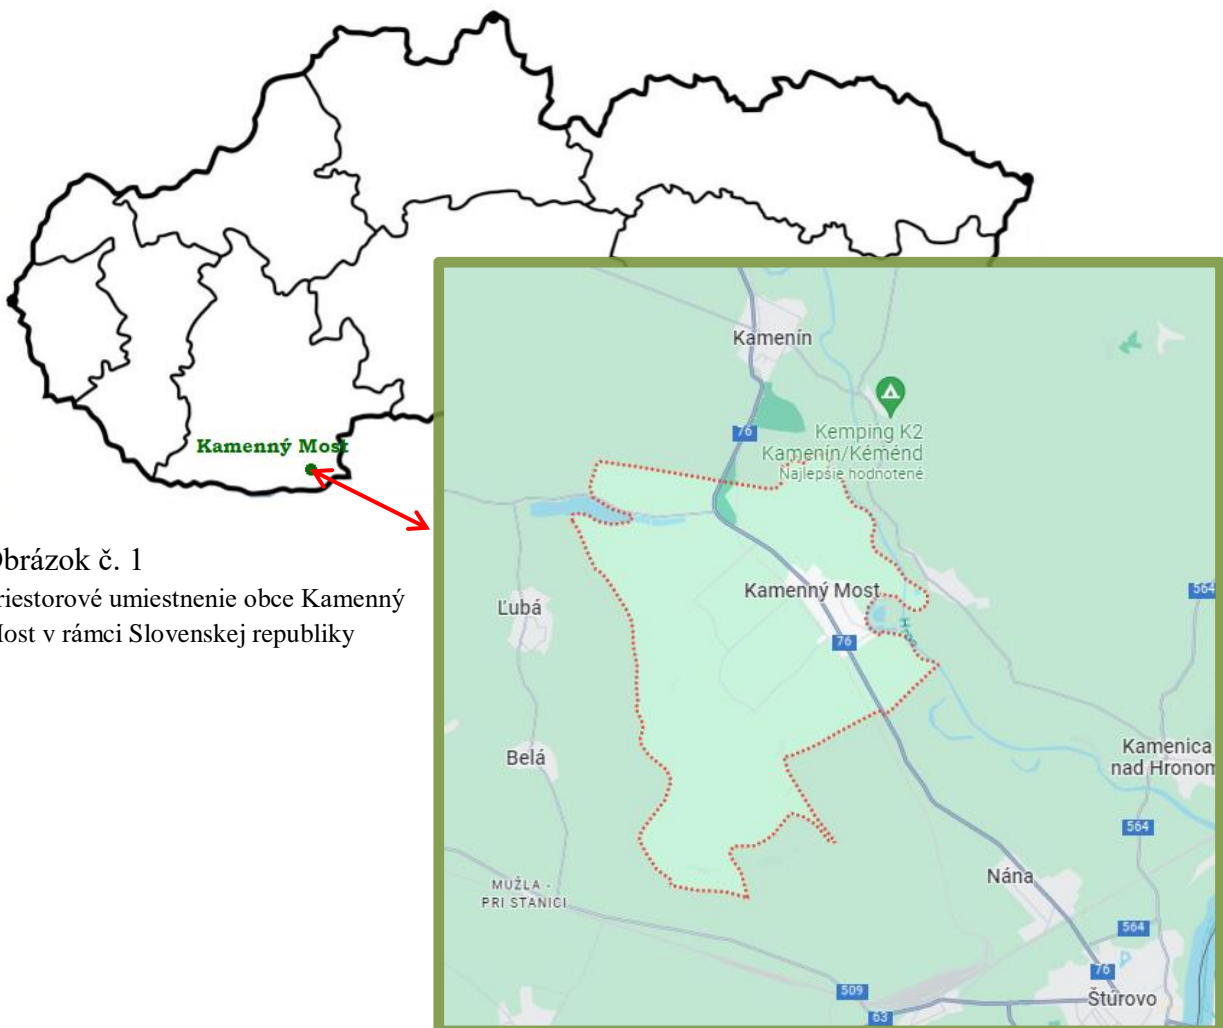 Kamenný Most
Obrázok č. 1
riestorové umiestnenie obce Kamenný
Most v rámci Slovenskej republiky
Kamenín
76
Kemping K2
Kamenín/Kéménd
Najlepšie hodnotené
Kamenný Most
76
564
Ľubá
Belá
Kamenica
nad Hronom
564
MUŽLA -
PRI STANICI
Nána
564
76
509
Štúrovo
63